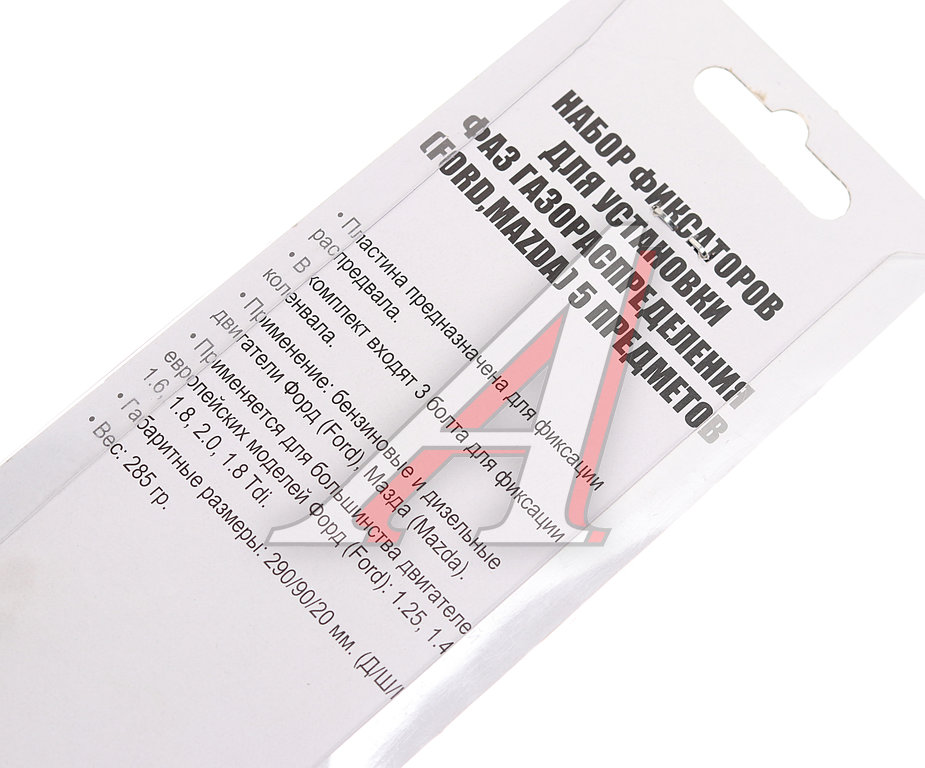 НАБОР ФИКСАТОРОВ
ДЛЯ УСТАНОВКИ
ФАЗ ГАЗОРАСПРЕДЕЛЕНИЯ
(FORD,MAZDA) 5 ПРЕДМЕТОВ
• Пластина предназначена для фиксации
распредвала.
• В комплект входят 3 болта для фиксации
коленвала.
• Применение: бензиновые и дизельные
двигатели Форд (Ford), Мазда (Mazda).
• Применяется для большинства двигателе
европейских моделей Форд (Ford): 1.25, 1.4
1.6, 1.8, 2.0, 1.8 Tdi.
• Габаритные размеры: 290/90/20 мм. (Д/Ш/
• Вес: 285 гр.